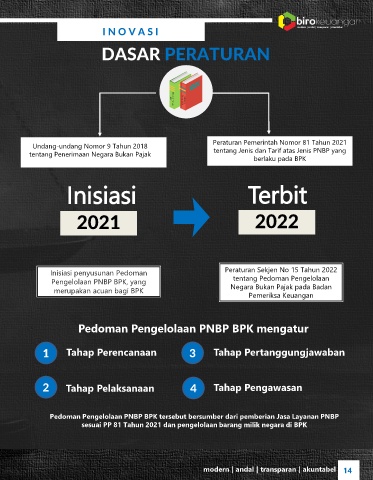 birokeuangan
INOVASI
DASAR PERATURAN
Undang-undang Nomor 9 Tahun 2018
tentang Penerimaan Negara Bukan Pajak
Peraturan Pemerintah Nomor 81 Tahun 2021
tentang Jenis dan Tarif atas Jenis PNBP yang
berlaku pada BPK
Inisiasi
2021
Terbit
2022
Inisiasi penyusunan Pedoman
Pengelolaan PNBP BPK, yang
merupakan acuan bagi BPK
Peraturan Sekjen No 15 Tahun 2022
tentang Pedoman Pengelolaan
Negara Bukan Pajak pada Badan
Pemeriksa Keuangan
Pedoman Pengelolaan PNBP BPK mengatur
1 Tahap Perencanaan
3 Tahap Pertanggungjawaban
2 Tahap Pelaksanaan
4 Tahap Pengawasan
Pedoman Pengelolaan PNBP BPK tersebut bersumber dari pemberian Jasa Layanan PNBP
sesuai PP 81 Tahun 2021 dan pengelolaan barang milik negara di BPK
modern | andal | transparan | akuntabel 14